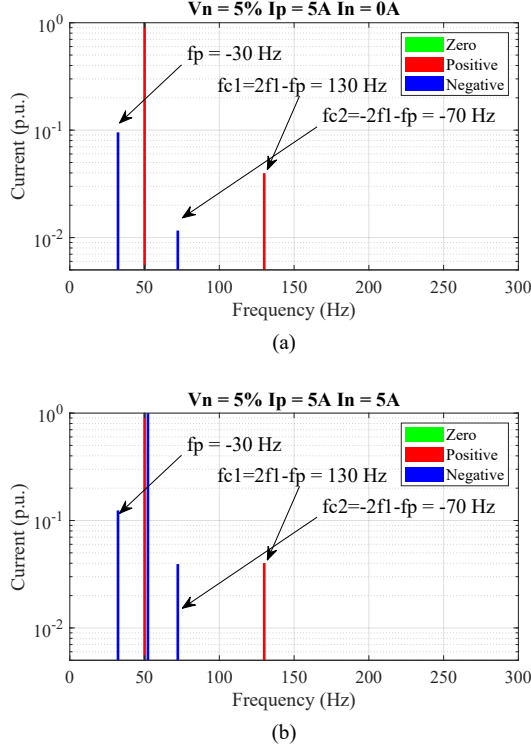 Vn = 5% Ip = 5A In = 0A
10^0
10^-1
10^-2
Current (p.u.)
fp = -30 Hz
fc1=2f1-fp = 130 Hz
fc2=-2f1-fp = -70 Hz
Zero
Positive
Negative
0 50 100 150 200 250 300
Frequency (Hz)
(a)
Vn = 5% Ip = 5A In = 5A
10^0
10^-1
10^-2
Current (p.u.)
fp = -30 Hz
fc1=2f1-fp = 130 Hz
fc2=-2f1-fp = -70 Hz
Zero
Positive
Negative
0 50 100 150 200 250 300
Frequency (Hz)
(b)